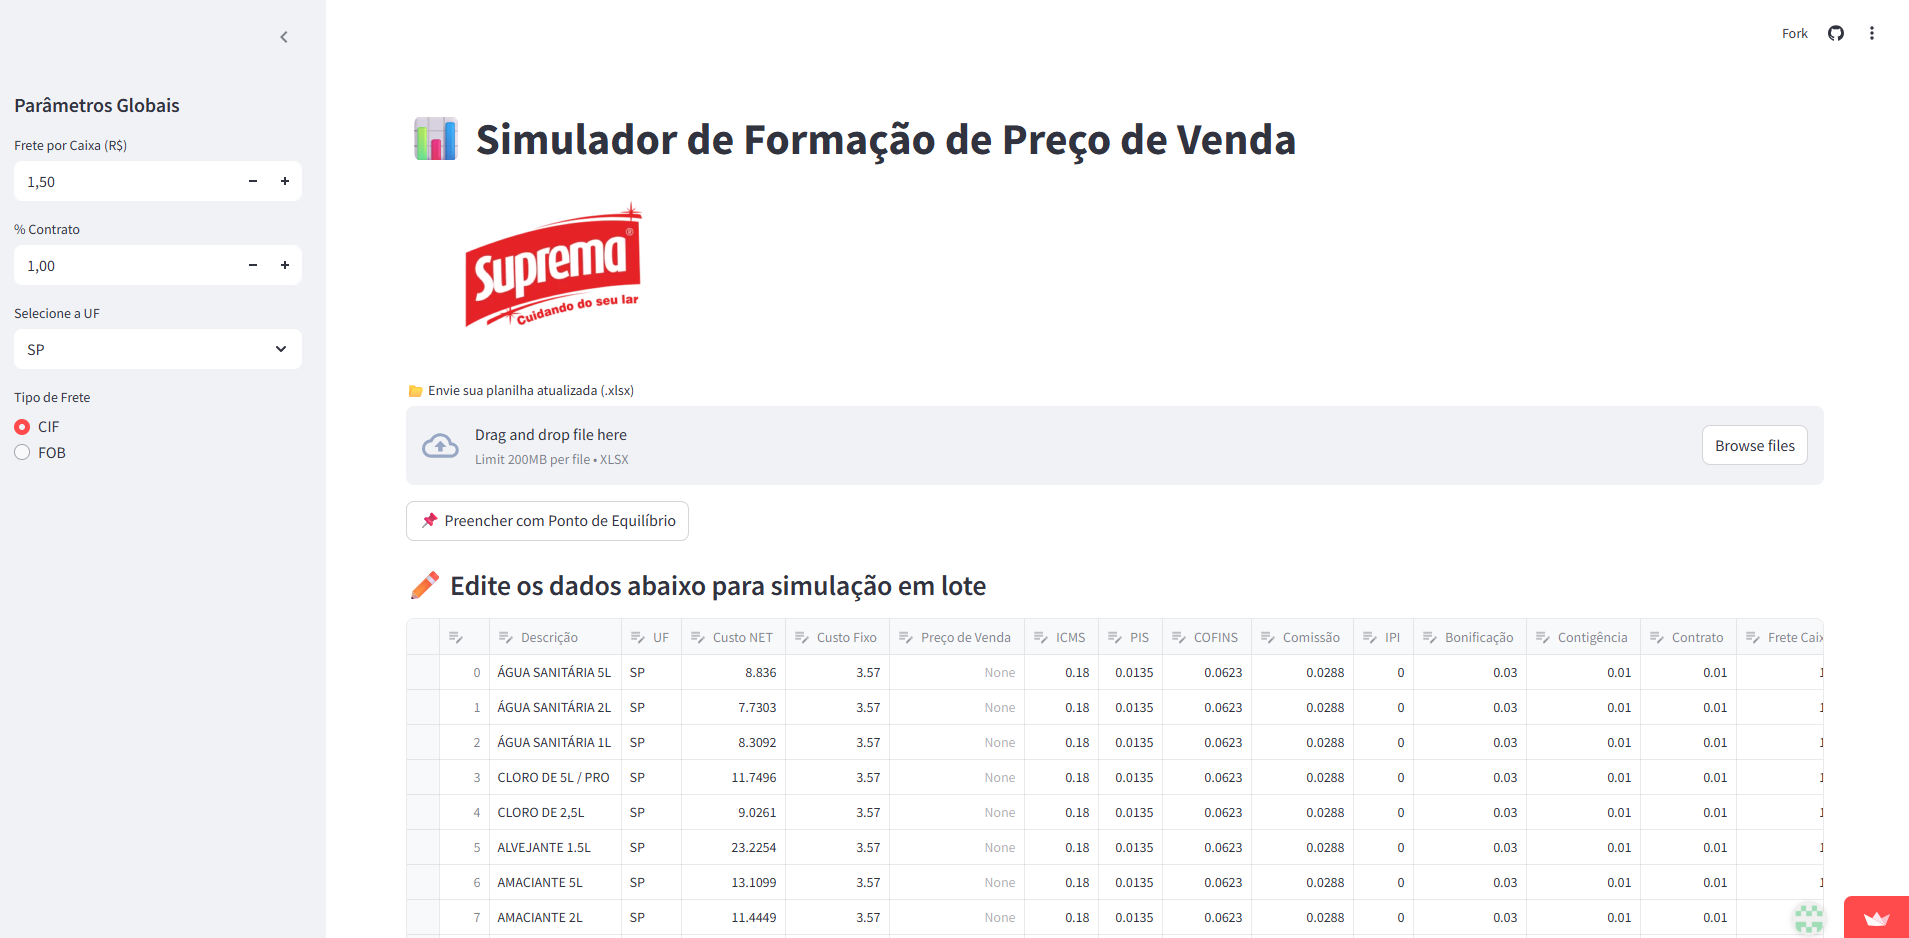 Fork
Parâmetros Globais
Frete por Caixa (R$)
1,50
% Contrato
1,00
Selecione a UF
SP
Tipo de Frete
CIF
FOB
Simulador de Formação de Preço de Venda
Suprema®
Cuidando do seu lar
Envie sua planilha atualizada (.xlsx)
Drag and drop file here
Limit 200MB per file • XLSX
Browse files
Preencher com Ponto de Equilíbrio
Edite os dados abaixo para simulação em lote
Descrição UF Custo NET Custo Fixo Preço de Venda ICMS PIS COFINS Comissão IPI Bonificação Contigência Contrato Frete Caix
0 ÁGUA SANITÁRIA 5L SP 8.836 3.57 None 0.18 0.0135 0.0623 0.0288 0 0.03 0.01 0.01 1
1 ÁGUA SANITÁRIA 2L SP 7.7303 3.57 None 0.18 0.0135 0.0623 0.0288 0 0.03 0.01 0.01 1
2 ÁGUA SANITÁRIA 1L SP 8.3092 3.57 None 0.18 0.0135 0.0623 0.0288 0 0.03 0.01 0.01 1
3 CLORO DE 5L / PRO SP 11.7496 3.57 None 0.18 0.0135 0.0623 0.0288 0 0.03 0.01 0.01 1
4 CLORO DE 2,5L SP 9.0261 3.57 None 0.18 0.0135 0.0623 0.0288 0 0.03 0.01 0.01 1
5 ALVEJANTE 1.5L SP 23.2254 3.57 None 0.18 0.0135 0.0623 0.0288 0 0.03 0.01 0.01 1
6 AMACIANTE 5L SP 13.1099 3.57 None 0.18 0.0135 0.0623 0.0288 0 0.03 0.01 0.01 1
7 AMACIANTE 2L SP 11.4449 3.57 None 0.18 0.0135 0.0623 0.0288 0 0.03 0.01 0.01 1